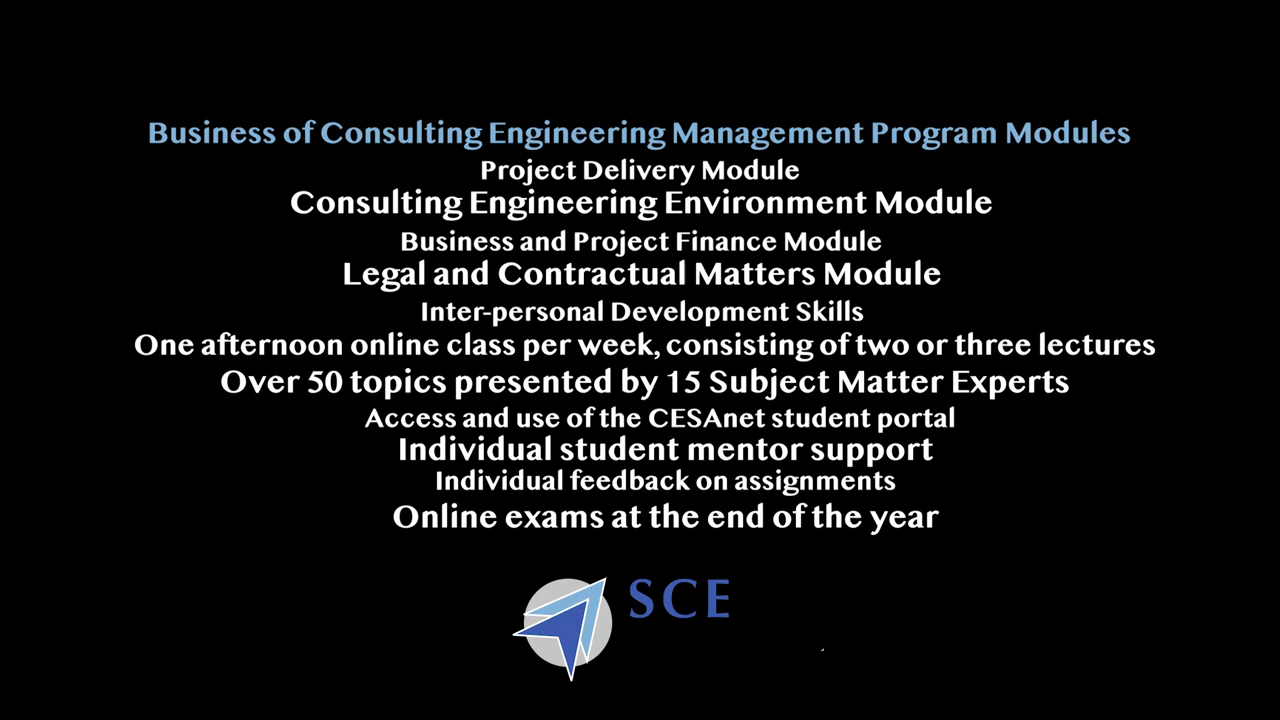 Business of Consulting Engineering Management Program Modules
Project Delivery Module
Consulting Engineering Environment Module
Business and Project Finance Module
Legal and Contractual Matters Module
Inter-personal Development Skills
One afternoon online class per week, consisting of two or three lectures
Over 50 topics presented by 15 Subject Matter Experts
Access and use of the CESAnet student portal
Individual student mentor support
Individual feedback on assignments
Online exams at the end of the year
SCE